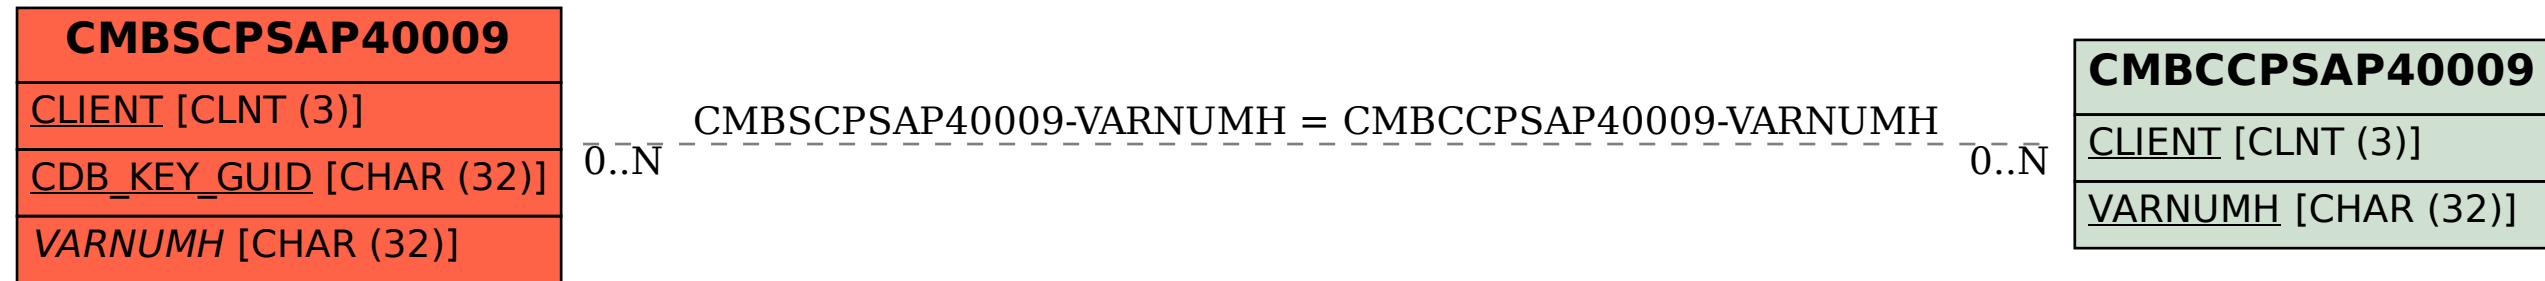 CMBSCPSAP40009
CLIENT [CLNT (3)]
CDB_KEY_GUID [CHAR (32)]
VARNUMH [CHAR (32)]
CMBSCPSAP40009-VARNUMH = CMBCCPSAP40009-VARNUMH
0..N
0..N
CMBCCPSAP40009
CLIENT [CLNT (3)]
VARNUMH [CHAR (32)]